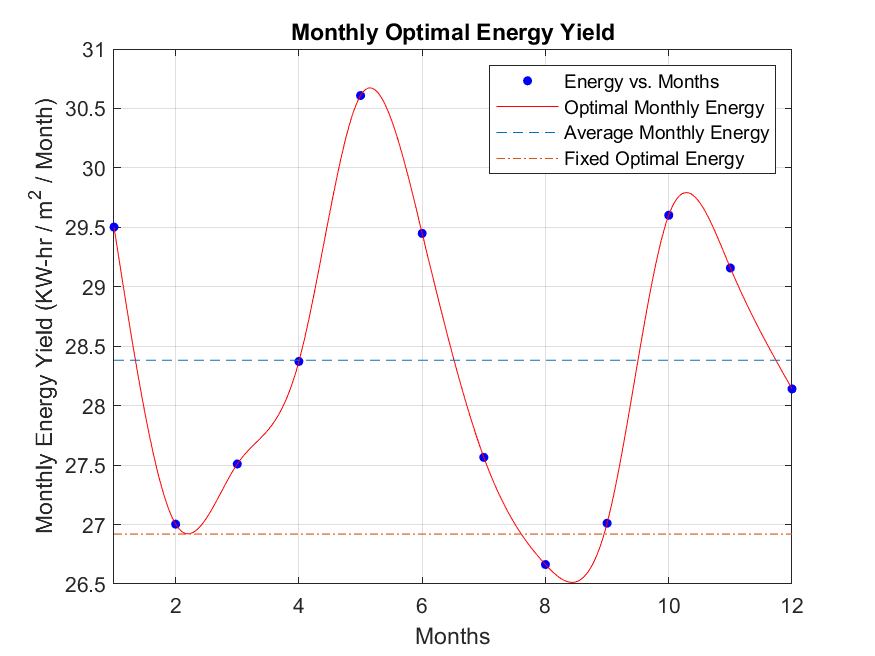 Monthly Optimal Energy Yield
Energy vs. Months
Optimal Monthly Energy
Average Monthly Energy
Fixed Optimal Energy
Monthly Energy Yield (KW-hr / m² / Month)
31
30.5
30
29.5
29
28.5
28
27.5
27
26.5
2 4 6 8 10 12
Months